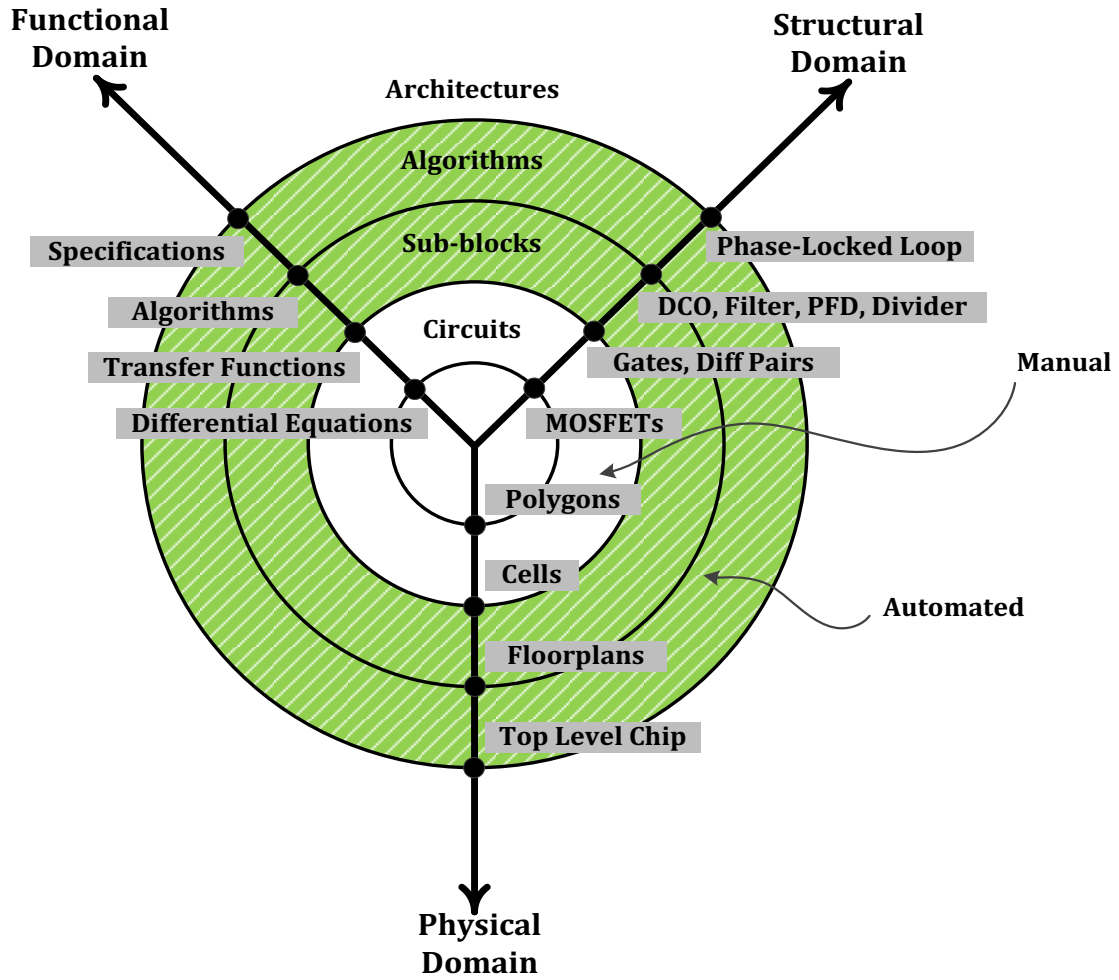 Functional
Domain
Structural
Domain
Architectures
Algorithms
Sub-blocks
Circuits
Specifications
Algorithms
Transfer Functions
Differential Equations
Phase-Locked Loop
DCO, Filter, PFD, Divider
Gates, Diff Pairs
MOSFETs
Manual
Polygons
Cells
Automated
Floorplans
Top Level Chip
Physical
Domain